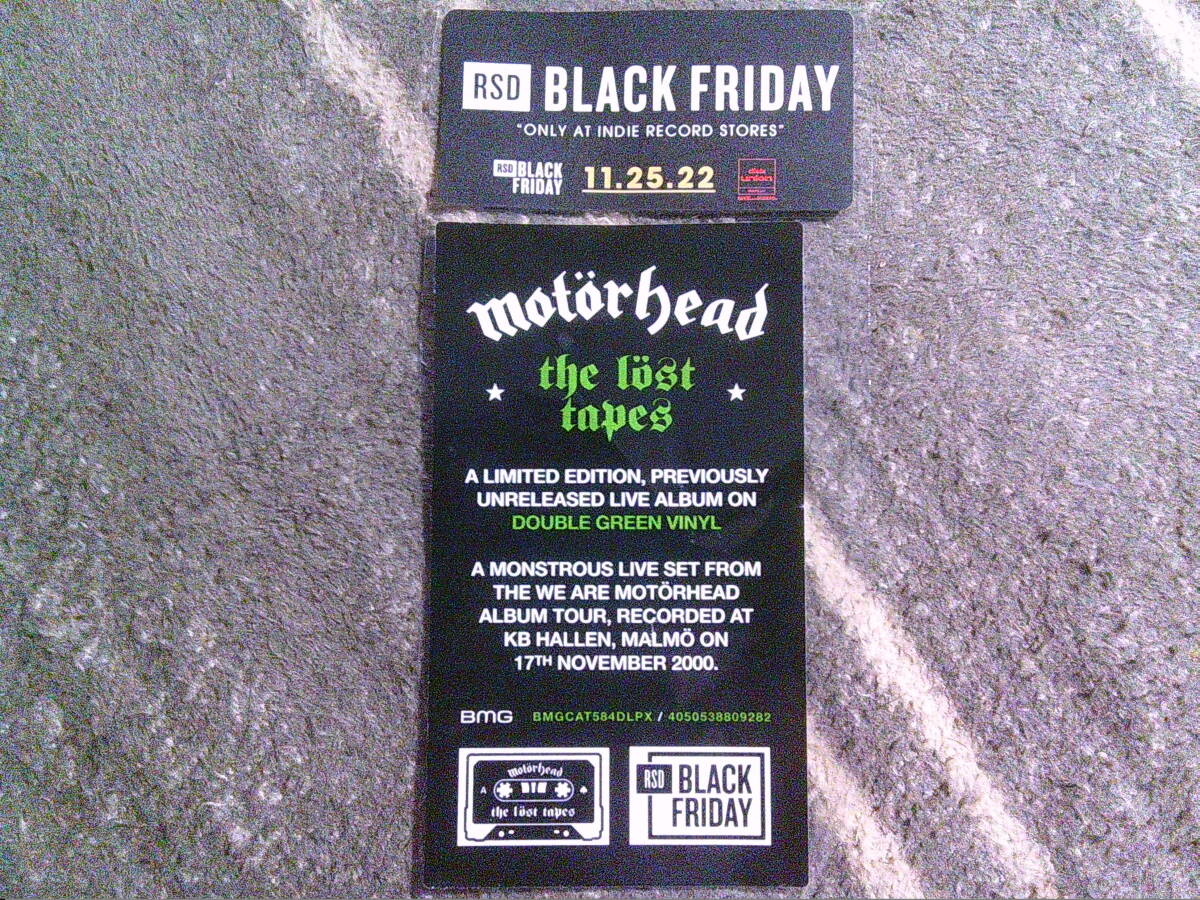 RSD BLACK FRIDAY
"ONLY AT INDIE RECORD STORES"
RSD BLACK
FRIDAY
11.25.22
union
motörhead
the löst
tapes
A LIMITED EDITION, PREVIOUSLY
UNRELEASED LIVE ALBUM ON
DOUBLE GREEN VINYL
A MONSTROUS LIVE SET FROM
THE WE ARE MOTÖRHEAD
ALBUM TOUR, RECORDED AT
KB HALLEN, MALMÖ ON
17TH NOVEMBER 2000.
BMG BMGCAT584DLPX / 4050538809282
motörhead
A
the löst tapes
RSD BLACK
FRIDAY